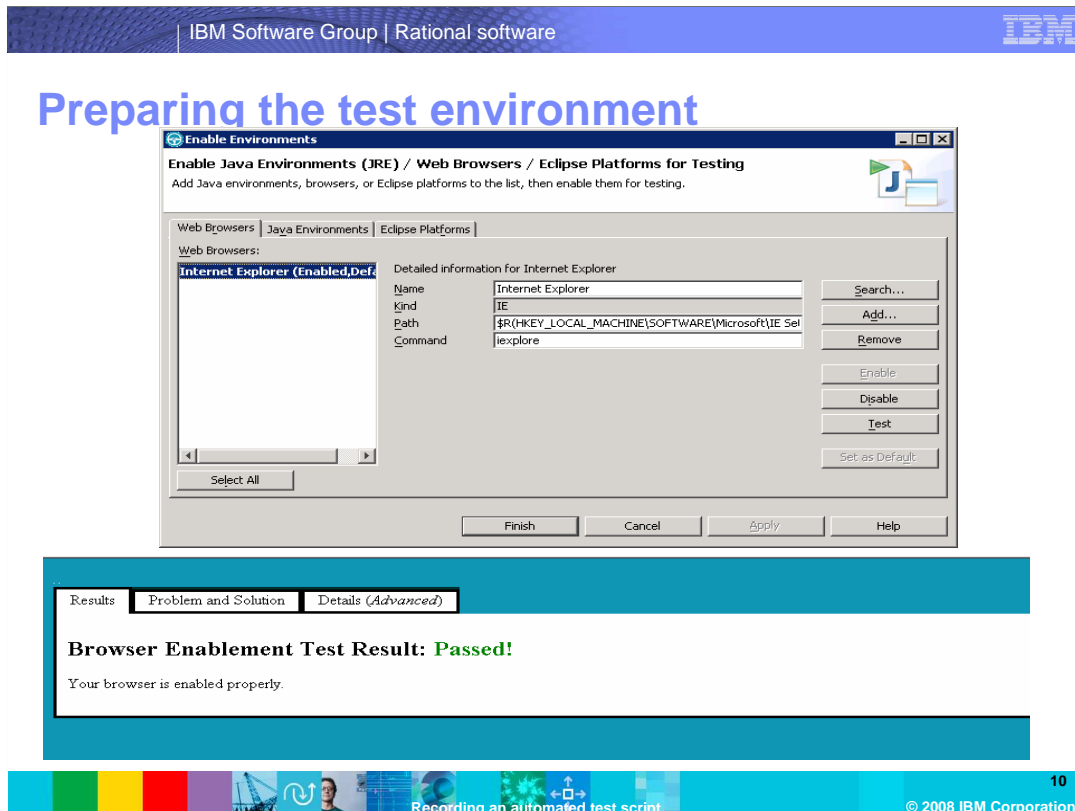 IBM Software Group | Rational software
IBM
Preparing the test environment
Enable Environments
Enable Java Environments (JRE) / Web Browsers / Eclipse Platforms for Testing
Add Java environments, browsers, or Eclipse platforms to the list, then enable them for testing.
Web Browsers
Java Environments
Eclipse Platforms
Web Browsers:
Internet Explorer (Enabled,Defa
Detailed information for Internet Explorer
Name
Internet Explorer
Kind
IE
Path
$R(HKEY_LOCAL_MACHINE\SOFTWARE\Microsoft\IE Sel
Command
iexplore
Search...
Add...
Remove
Enable
Disable
Test
Set as Default
Select All
Finish
Cancel
Apply
Help
Results
Problem and Solution
Details (Advanced)
Browser Enablement Test Result: Passed!
Your browser is enabled properly.
10
Recording an automated test script
© 2008 IBM Corporation